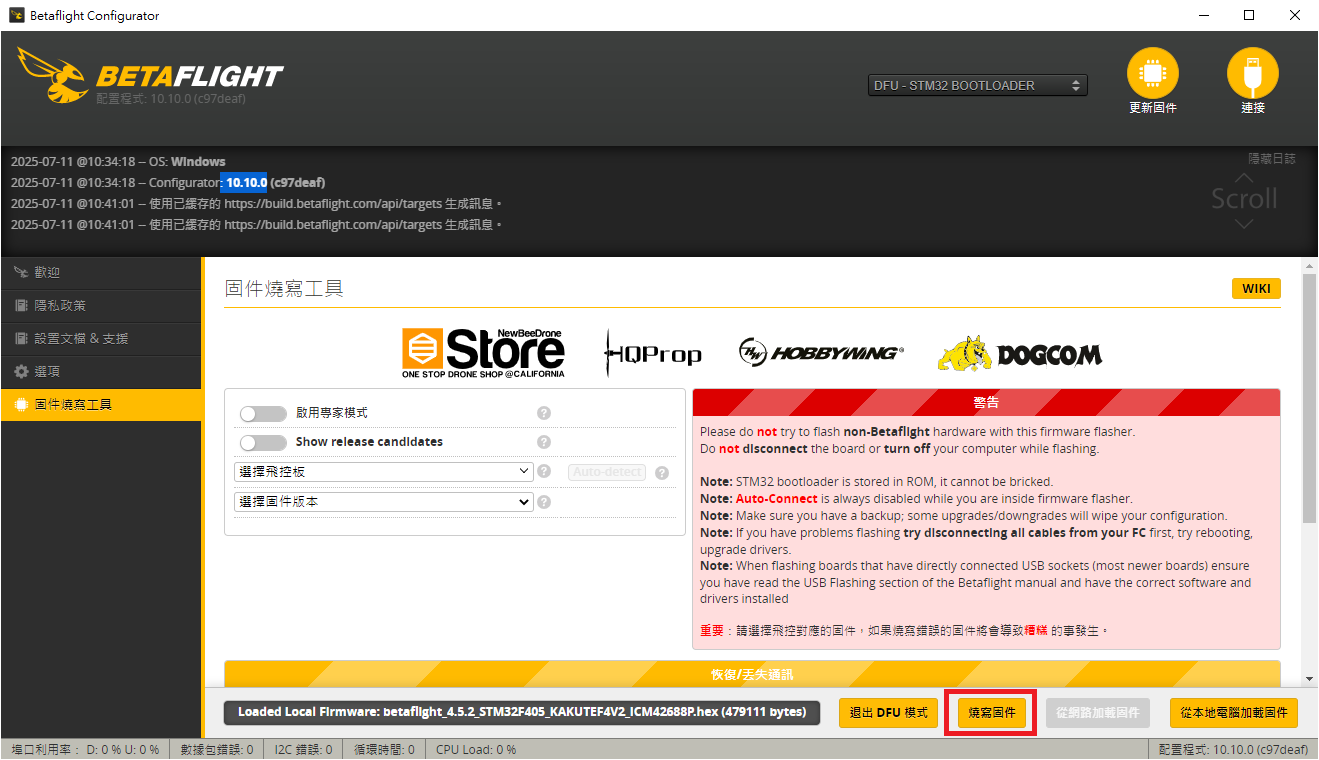 Betaflight Configurator
BETAFLIGHT
配置程式: 10.10.0 (c97deaf)
DFU - STM32 BOOTLOADER
更新固件
連接
2025-07-11 @10:34:18 -- OS: Windows
2025-07-11 @10:34:18 -- Configurator: 10.10.0 (c97deaf)
2025-07-11 @10:41:01 -- 使用已緩存的 https://build.betaflight.com/api/targets 生成訊息。
2025-07-11 @10:41:01 -- 使用已緩存的 https://build.betaflight.com/api/targets 生成訊息。
隱藏日誌
Scroll
歡迎
隱私政策
設置文檔 & 支援
選項
固件燒寫工具
固件燒寫工具
WIKI
NewBeeDrone
Store
ONE STOP DRONE SHOP @CALIFORNIA
HQProp
HW HOBBYWING®
DOGCOM
啟用專家模式
Show release candidates
選擇飛控板
Auto-detect
選擇固件版本
警告
Please do not try to flash non-Betaflight hardware with this firmware flasher.
Do not disconnect the board or turn off your computer while flashing.
Note: STM32 bootloader is stored in ROM, it cannot be bricked.
Note: Auto-Connect is always disabled while you are inside firmware flasher.
Note: Make sure you have a backup; some upgrades/downgrades will wipe your configuration.
Note: If you have problems flashing try disconnecting all cables from your FC first, try rebooting,
upgrade drivers.
Note: When flashing boards that have directly connected USB sockets (most newer boards) ensure
you have read the USB Flashing section of the Betaflight manual and have the correct software and
drivers installed
重要：請選擇飛控對應的固件，如果燒寫錯誤的固件將會導致糟糕 的事發生。
恢復/丟失通訊
Loaded Local Firmware: betaflight_4.5.2_STM32F405_KAKUTEF4V2_ICM42688P.hex (479111 bytes)
退出 DFU 模式
燒寫固件
從網路加載固件
從本地電腦加載固件
埠口利用率： D: 0 % U: 0 %
數據包錯誤: 0
I2C 錯誤: 0
循環時間: 0
CPU Load: 0 %
配置程式: 10.10.0 (c97deaf)